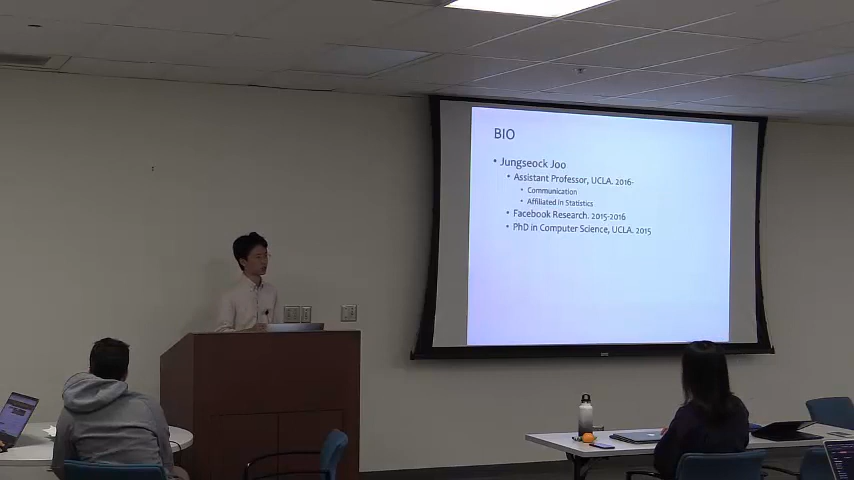 BIO
• Jungseock Joo
• Assistant Professor, UCLA. 2016-
• Communication
• Affiliated in Statistics
• Facebook Research. 2015-2016
• PhD in Computer Science, UCLA. 2015